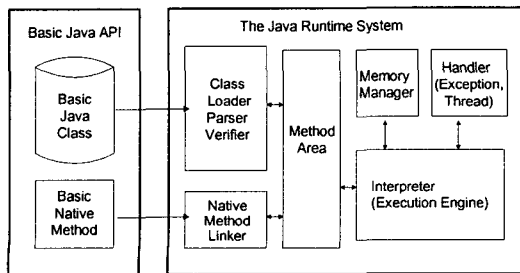 Basic Java API
Basic
Java
Class
Basic
Native
Method
The Java Runtime System
Class
Loader
Parser
Verifier
Native
Method
Linker
Method
Area
Memory
Manager
Handler
(Exception,
Thread)
Interpreter
(Execution Engine)